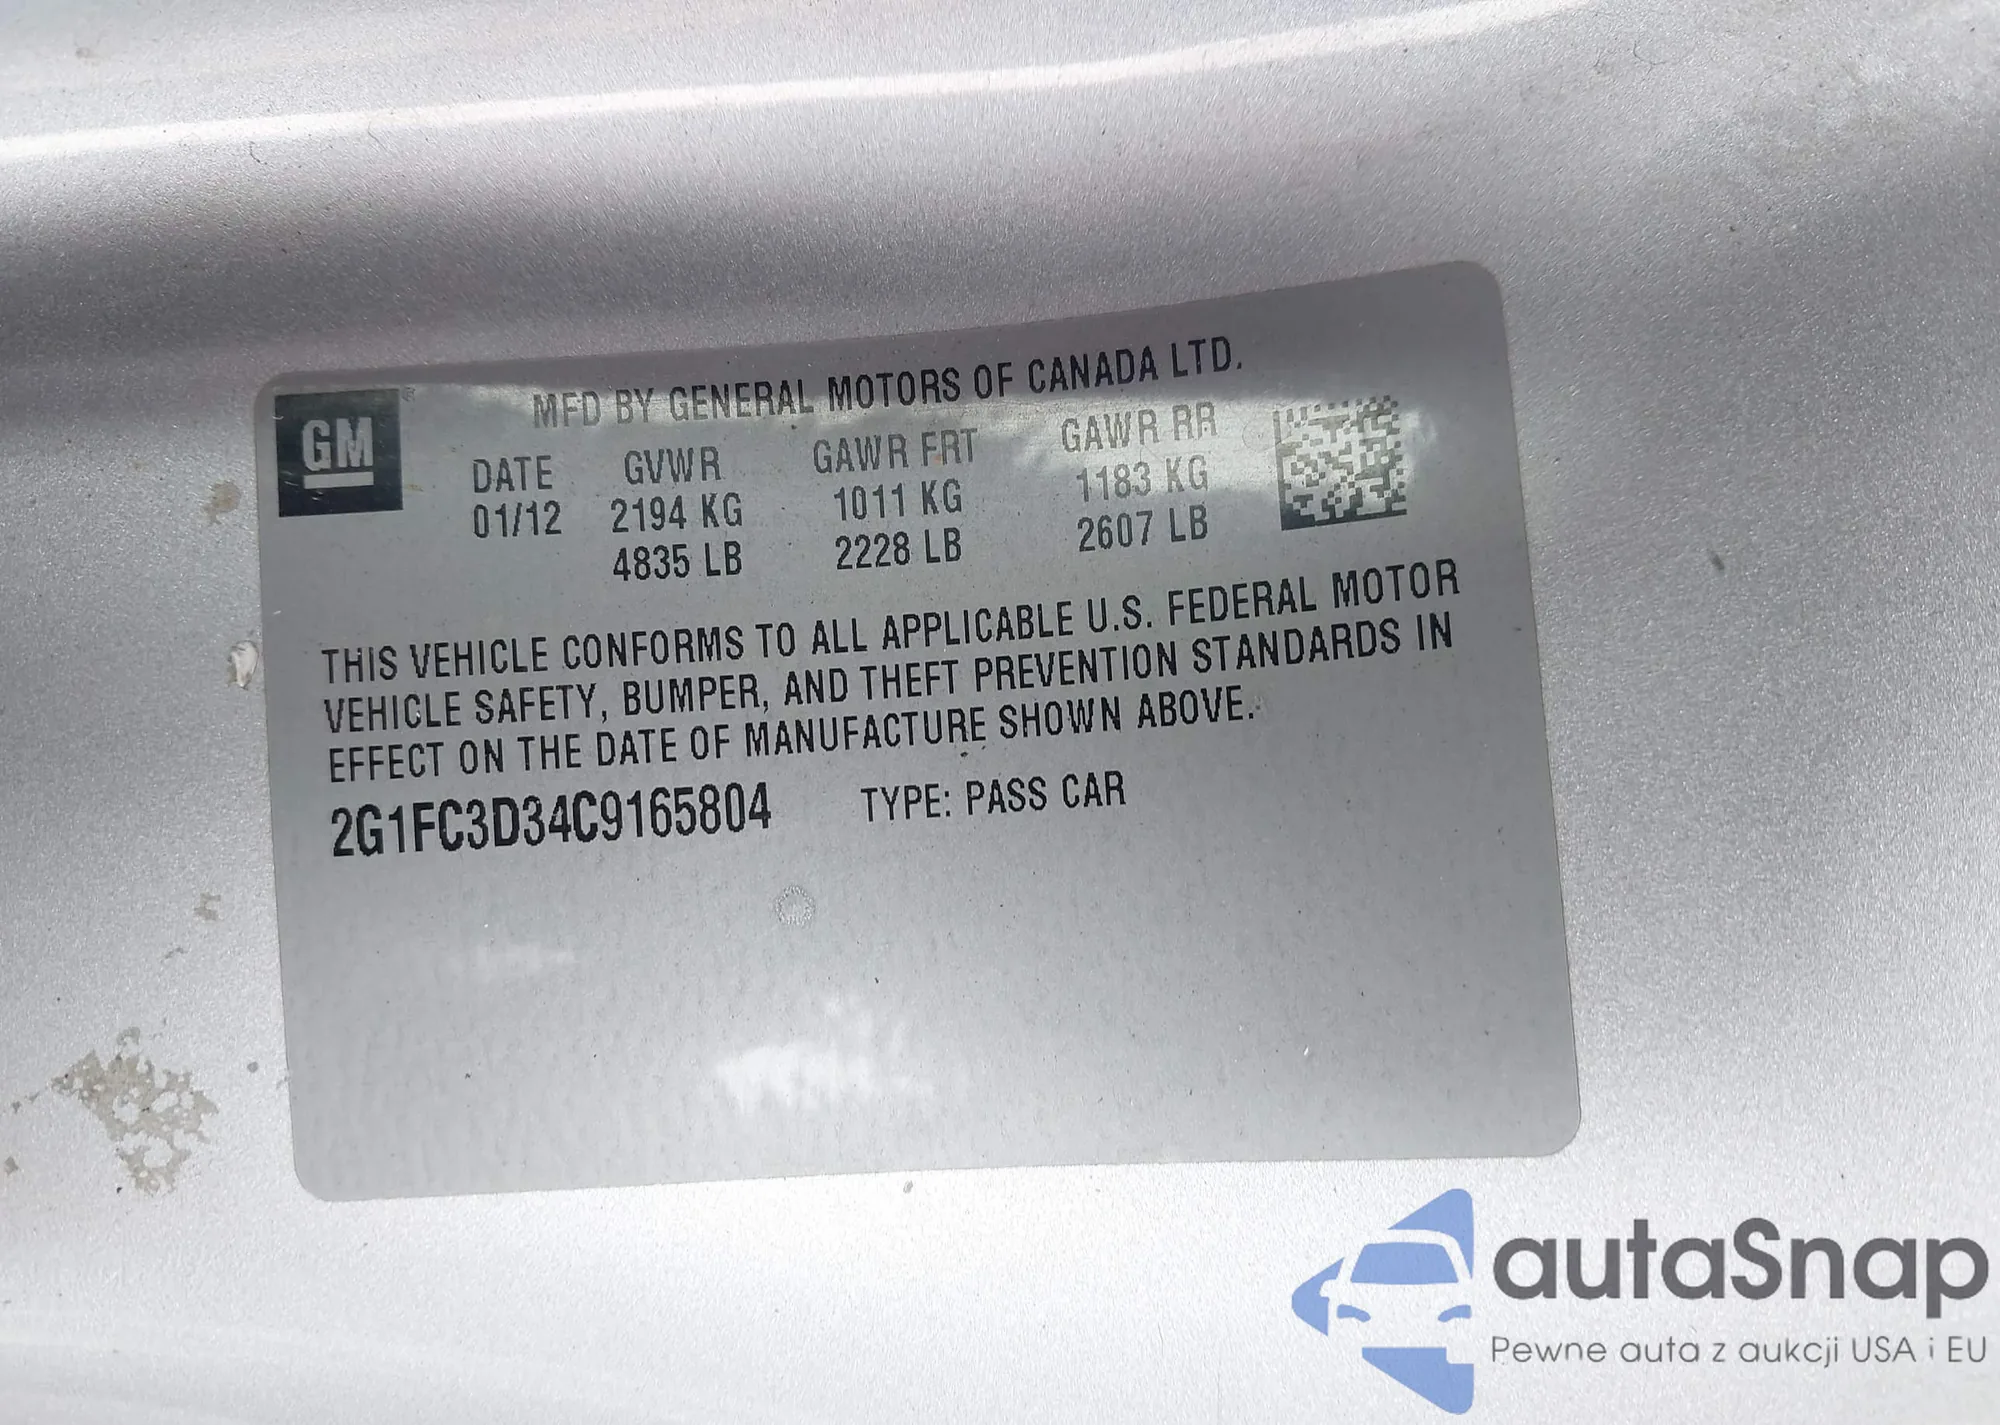 GM
MFD BY GENERAL MOTORS OF CANADA LTD.
DATE GVWR GAWR FRT GAWR RR
01/12 2194 KG 1011 KG 1183 KG
4835 LB 2228 LB 2607 LB
THIS VEHICLE CONFORMS TO ALL APPLICABLE U.S. FEDERAL MOTOR
VEHICLE SAFETY, BUMPER, AND THEFT PREVENTION STANDARDS IN
EFFECT ON THE DATE OF MANUFACTURE SHOWN ABOVE.
2G1FC3D34C9165804 TYPE: PASS CAR
autaSnap
Pewne auta z aukcji USA i EU